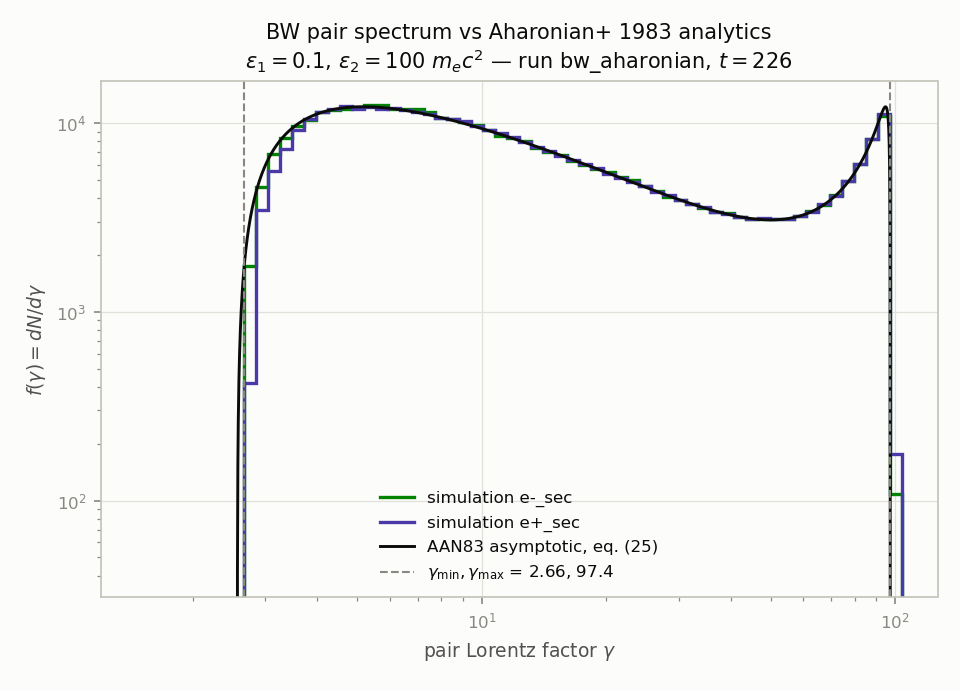 BW pair spectrum vs Aharonian+ 1983 analytics
ε₁ = 0.1, ε₂ = 100 mₑc² — run bw_aharonian, t = 226
f(γ) = dN/dγ
10⁴
10³
10²
simulation e-_sec
simulation e+_sec
AAN83 asymptotic, eq. (25)
γmin, γmax = 2.66, 97.4
10¹
10²
pair Lorentz factor γ